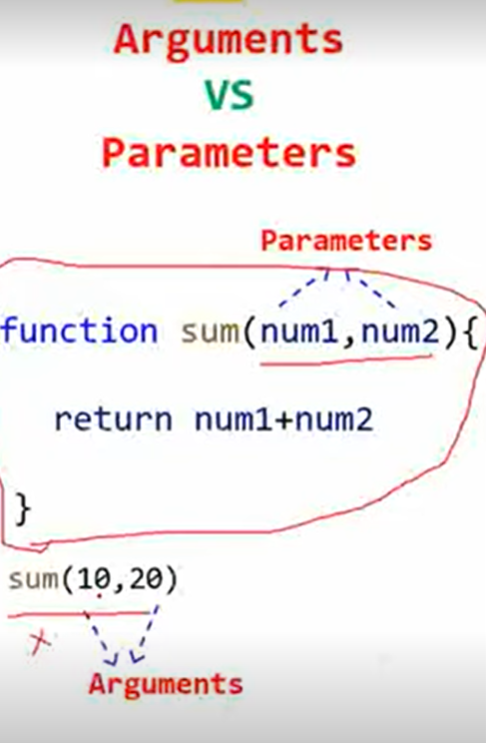 Arguments
VS
Parameters
Parameters
function sum(num1,num2){
return num1+num2
}
sum(10,20)
Arguments